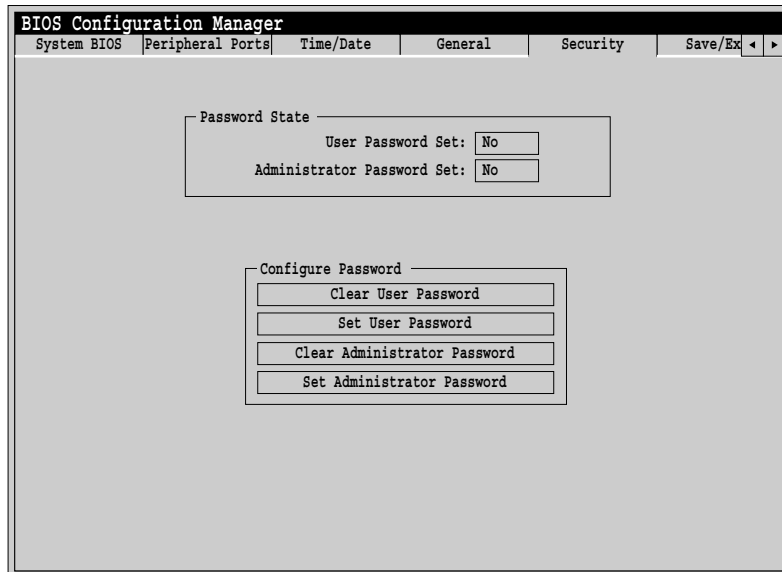 BIOS Configuration Manager
System BIOS Peripheral Ports Time/Date General Security Save/Ex
Password State
User Password Set: No
Administrator Password Set: No
Configure Password
Clear User Password
Set User Password
Clear Administrator Password
Set Administrator Password